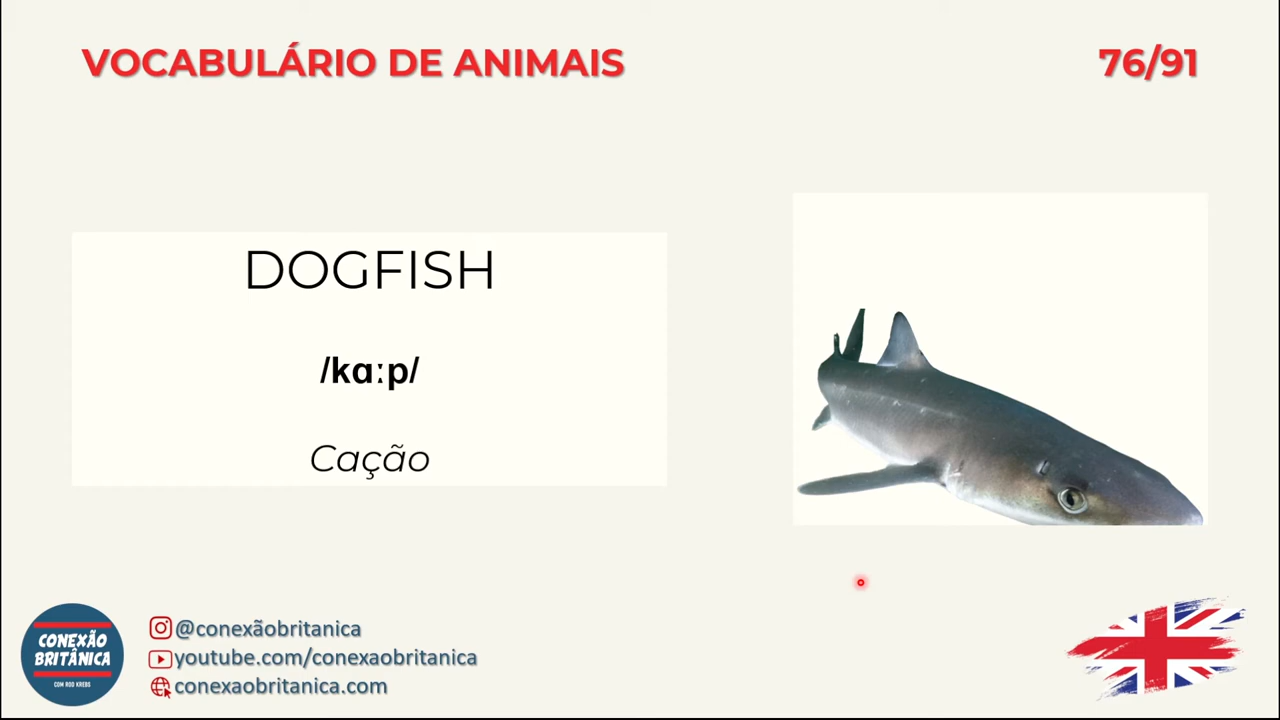 VOCABULÁRIO DE ANIMAIS
76/91
DOGFISH
/kɑːp/
Cação
CONEXÃO
BRITÂNICA
COM ROD KREBS
@conexãobritanica
youtube.com/conexaobritanica
conexaobritanica.com